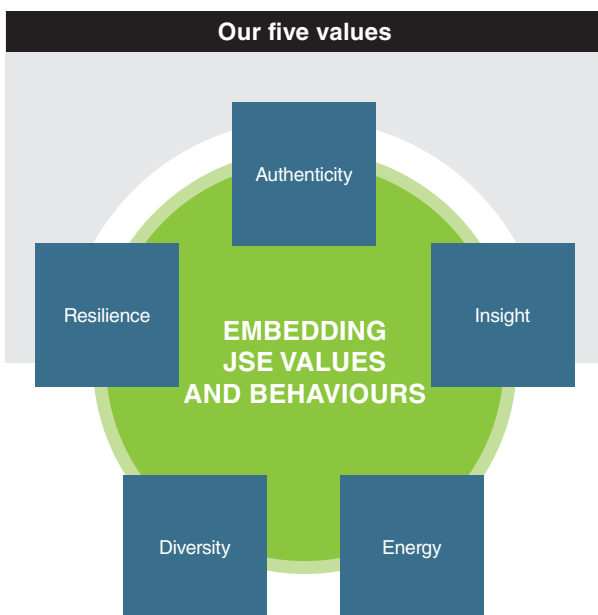 Our five values
Authenticity
Resilience
Insight
EMBEDDING
JSE VALUES
AND BEHAVIOURS
Diversity
Energy